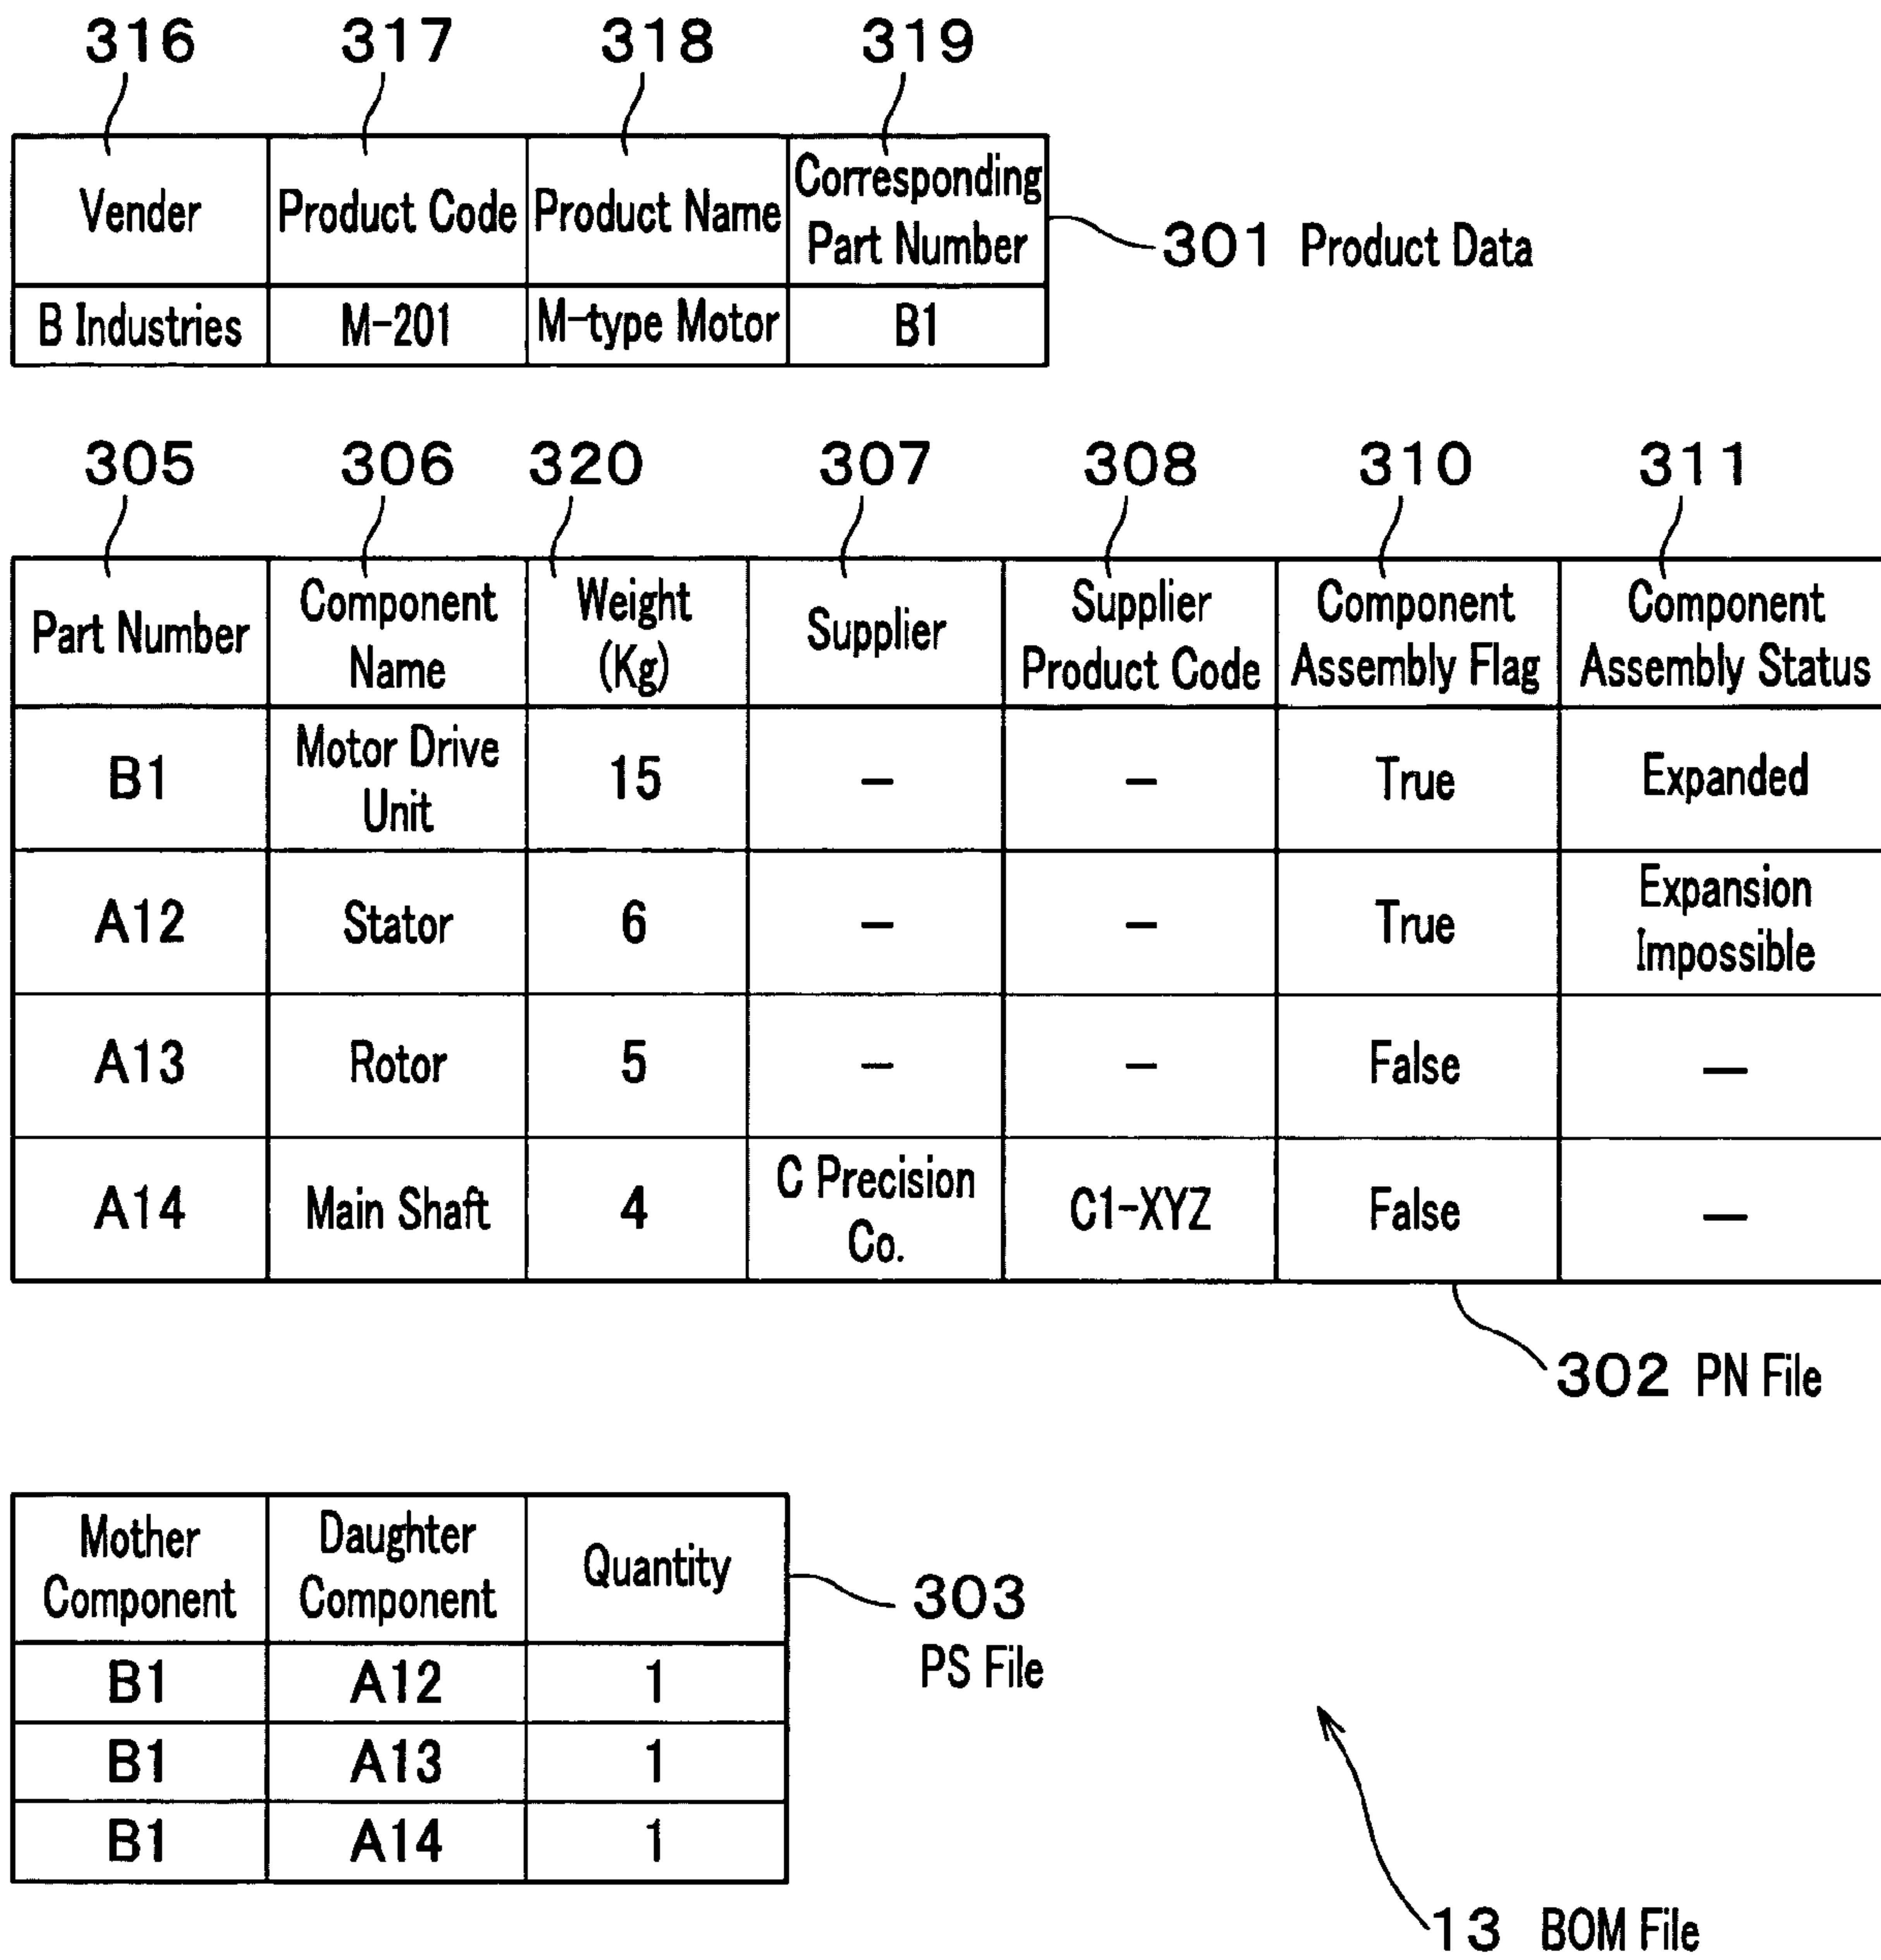 316 317 318 319
Vender Product Code Product Name Corresponding Part Number
301 Product Data
B Industries M-201 M-type Motor B1
305 306 320 307 308 310 311
Part Number Component Name Weight (Kg) Supplier Supplier Product Code Component Assembly Flag Component Assembly Status
B1 Motor Drive Unit 15 – – True Expanded
A12 Stator 6 – – True Expansion Impossible
A13 Rotor 5 – – False —
A14 Main Shaft 4 C Precision Co. C1-XYZ False —
302 PN File
Mother Component Daughter Component Quantity
303
PS File
B1 A12 1
B1 A13 1
B1 A14 1
13 BOM File